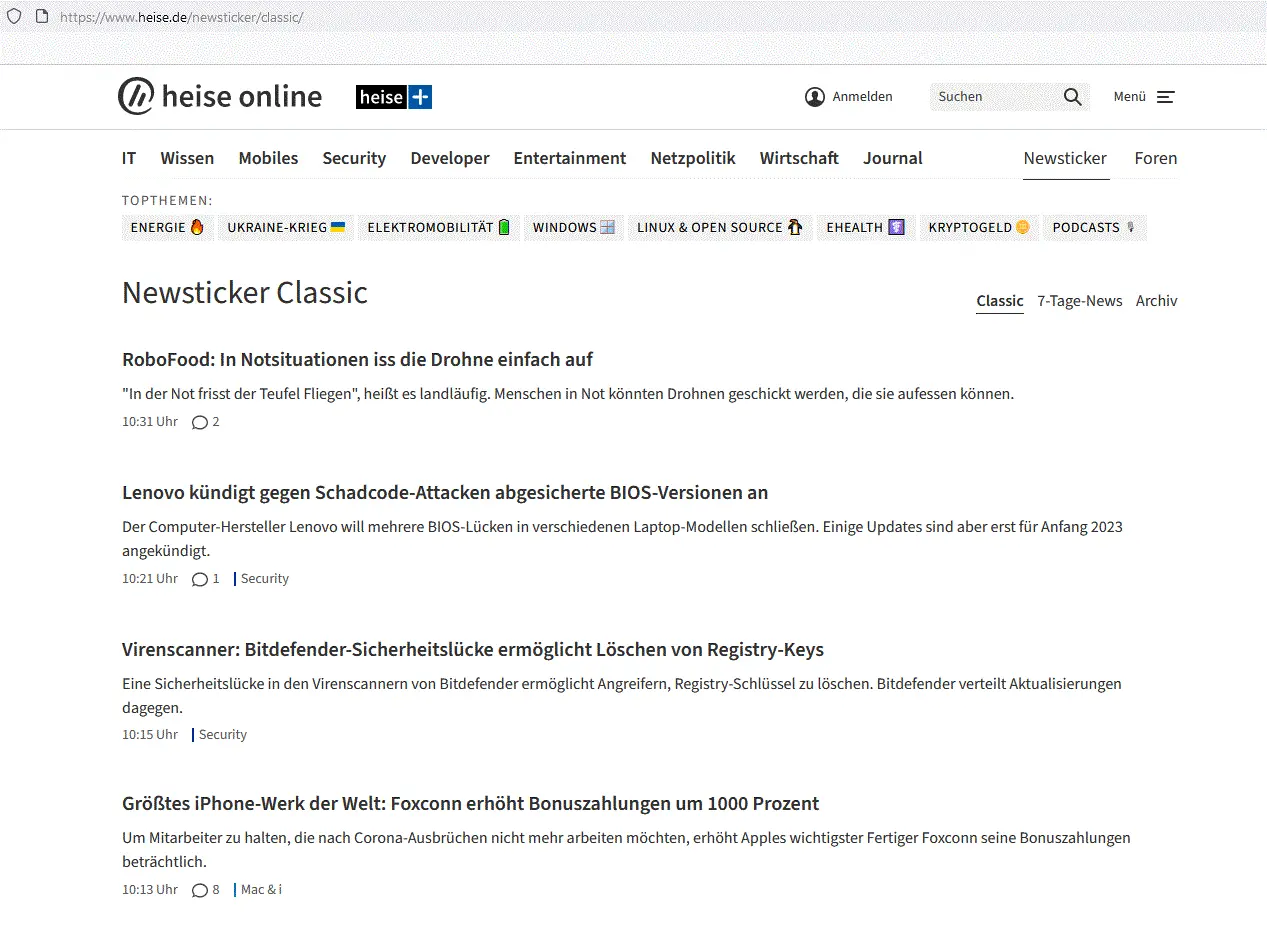 https://www.heise.de/newsticker/classic/
heise online heise+ Anmelden Suchen Menü
IT Wissen Mobiles Security Developer Entertainment Netzpolitik Wirtschaft Journal Newsticker Foren
TOPTHEMEN:
ENERGIE UKRAINE-KRIEG ELEKTROMOBILITÄT WINDOWS LINUX & OPEN SOURCE EHEALTH KRYPTOGELD PODCASTS
Newsticker Classic
Classic 7-Tage-News Archiv
RoboFood: In Notsituationen iss die Drohne einfach auf
"In der Not frisst der Teufel Fliegen", heißt es landläufig. Menschen in Not könnten Drohnen geschickt werden, die sie aufessen können.
10:31 Uhr 2
Lenovo kündigt gegen Schadcode-Attacken abgesicherte BIOS-Versionen an
Der Computer-Hersteller Lenovo will mehrere BIOS-Lücken in verschiedenen Laptop-Modellen schließen. Einige Updates sind aber erst für Anfang 2023
angekündigt.
10:21 Uhr 1 Security
Virenscanner: Bitdefender-Sicherheitslücke ermöglicht Löschen von Registry-Keys
Eine Sicherheitslücke in den Virenscannern von Bitdefender ermöglicht Angreifern, Registry-Schlüssel zu löschen. Bitdefender verteilt Aktualisierungen
dagegen.
10:15 Uhr Security
Größtes iPhone-Werk der Welt: Foxconn erhöht Bonuszahlungen um 1000 Prozent
Um Mitarbeiter zu halten, die nach Corona-Ausbrüchen nicht mehr arbeiten möchten, erhöht Apples wichtigster Fertiger Foxconn seine Bonuszahlungen
beträchtlich.
10:13 Uhr 8 Mac & i